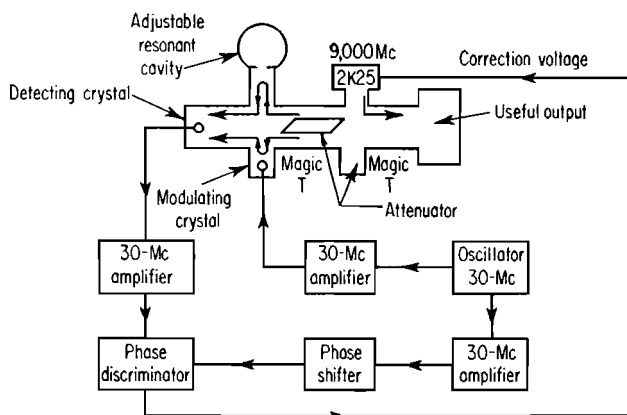 Adjustable
resonant
cavity
9,000 Mc
2K25
Correction voltage
Detecting crystal
Useful output
Magic
T
Magic
T
Modulating
crystal
Attenuator
30-Mc
amplifier
30-Mc
amplifier
Oscillator
30-Mc
Phase
discriminator
Phase
shifter
30-Mc
amplifier